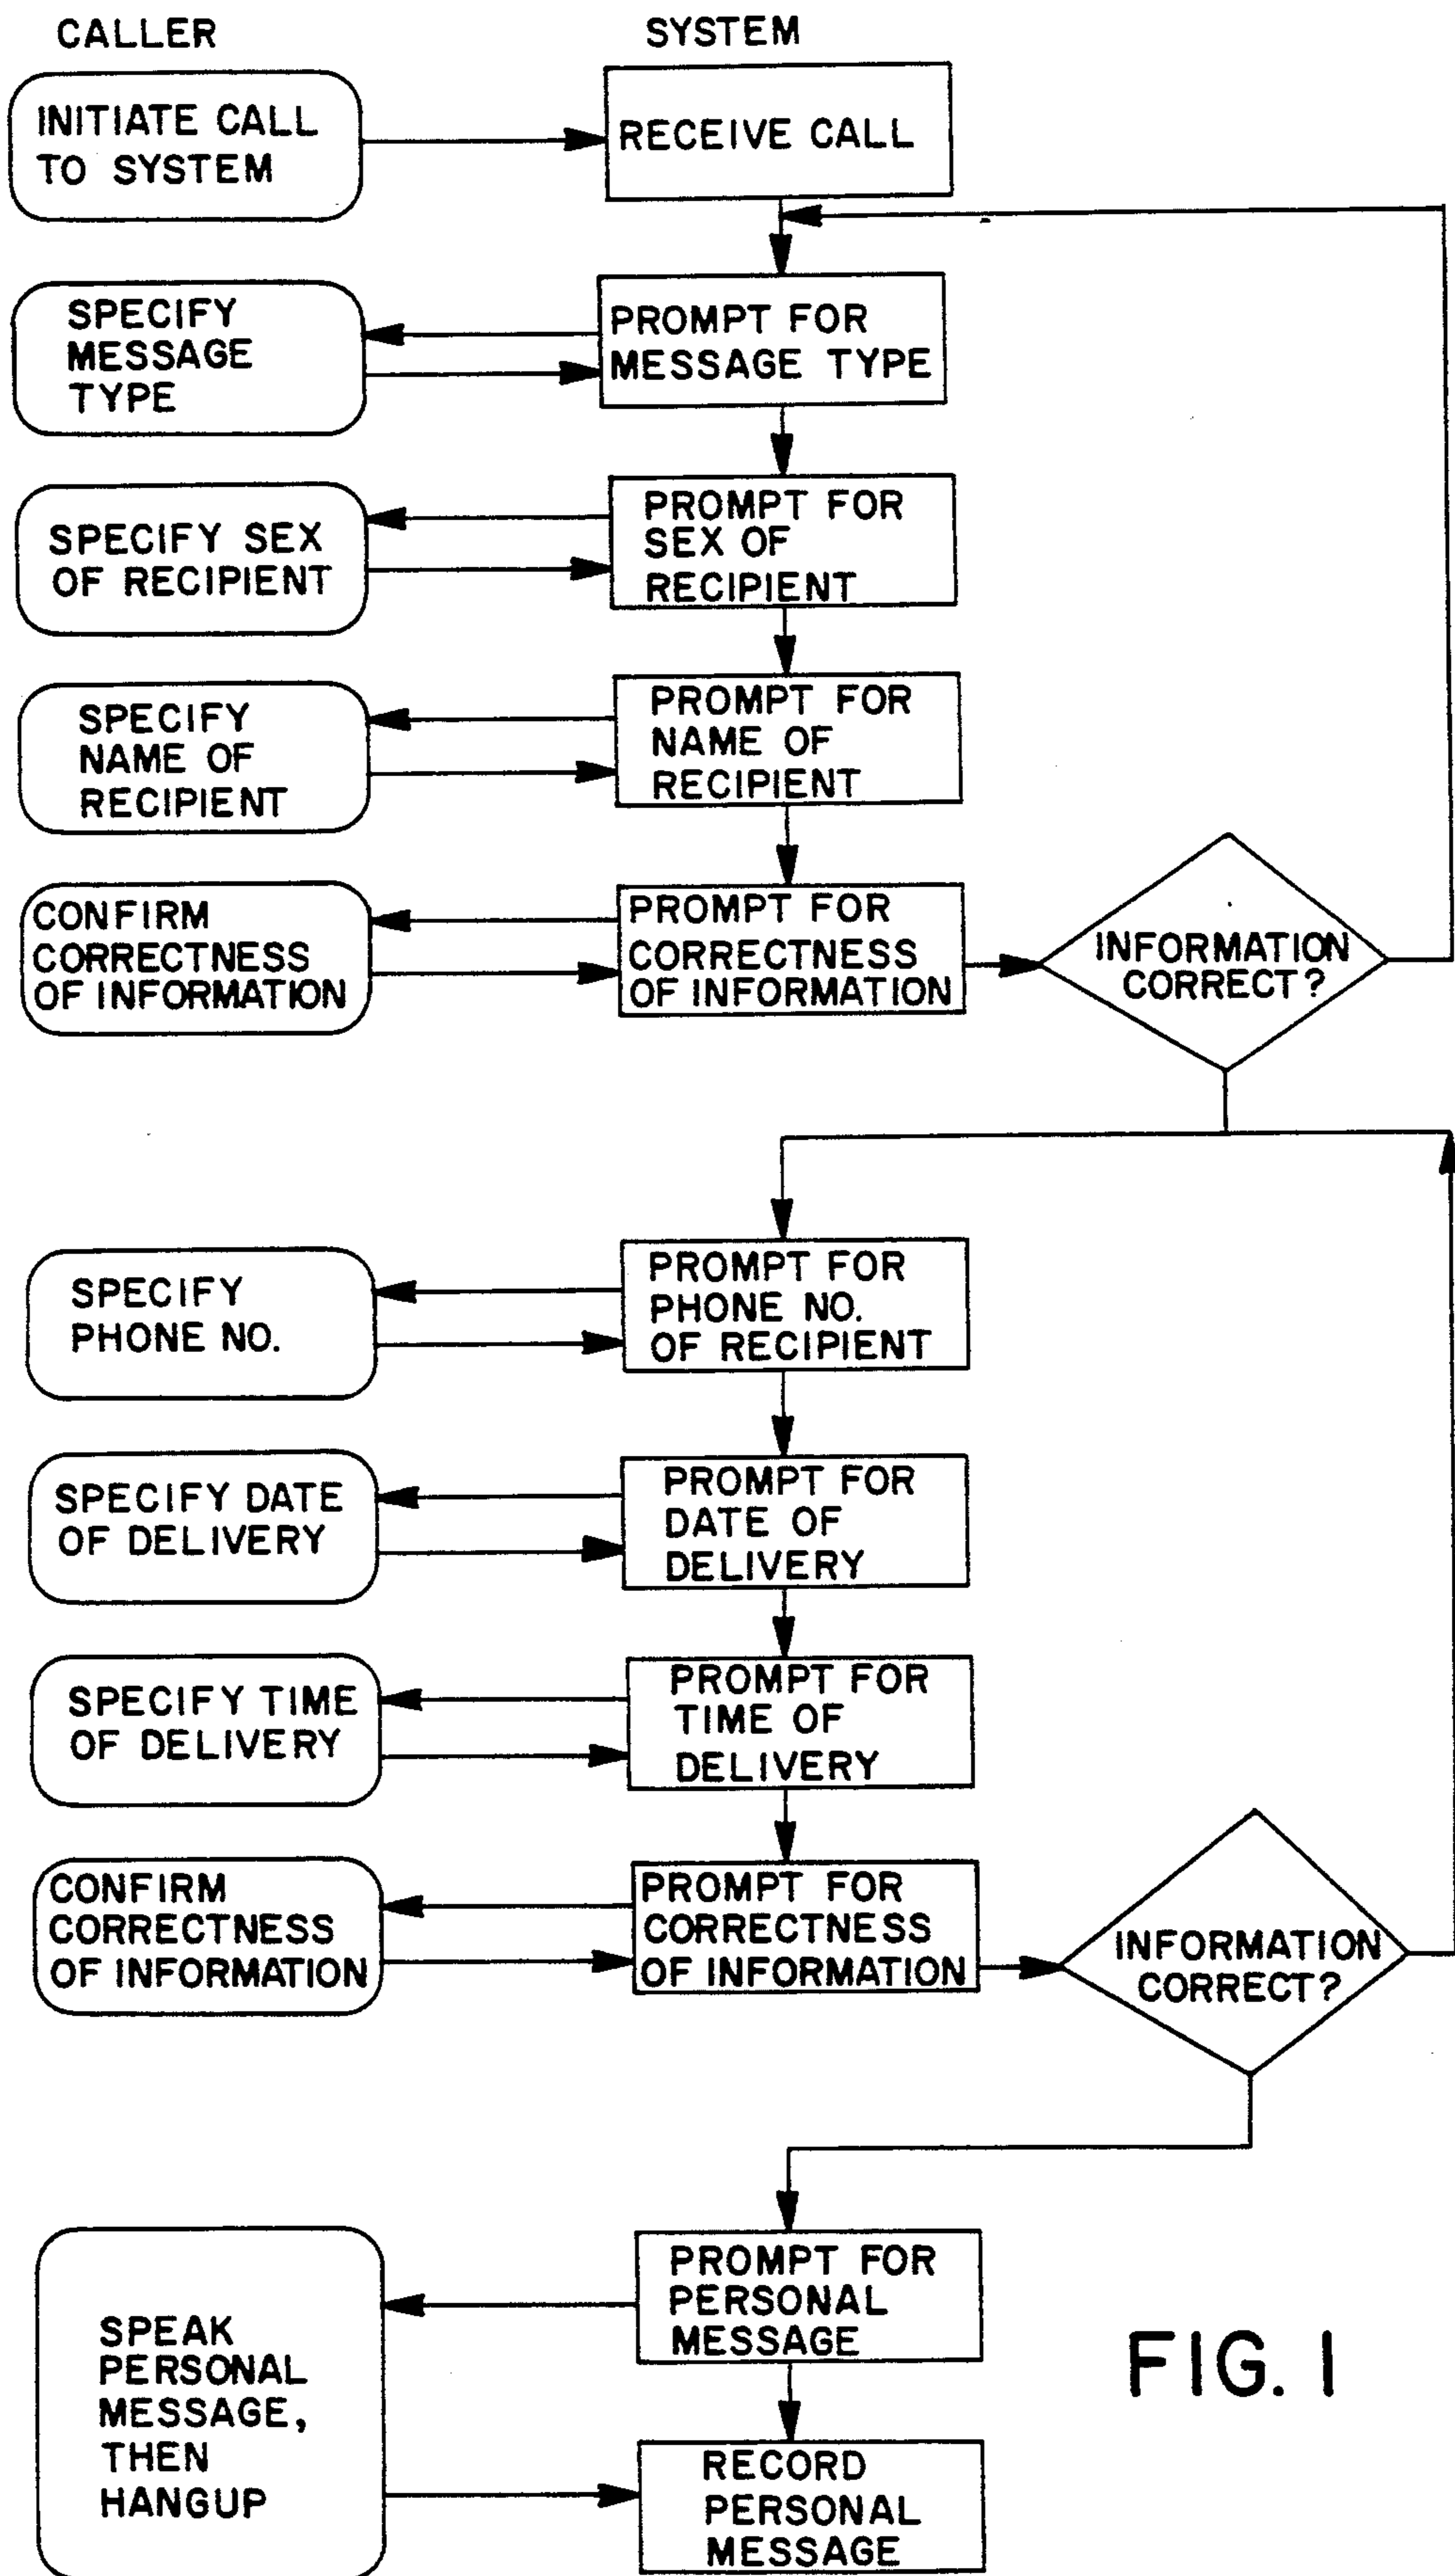 CALLER
SYSTEM
INITIATE CALL
TO SYSTEM
RECEIVE CALL
SPECIFY
MESSAGE
TYPE
PROMPT FOR
MESSAGE TYPE
SPECIFY SEX
OF RECIPIENT
PROMPT FOR
SEX OF
RECIPIENT
SPECIFY
NAME OF
RECIPIENT
PROMPT FOR
NAME OF
RECIPIENT
CONFIRM
CORRECTNESS
OF INFORMATION
PROMPT FOR
CORRECTNESS
OF INFORMATION
INFORMATION
CORRECT?
SPECIFY
PHONE NO.
PROMPT FOR
PHONE NO.
OF RECIPIENT
SPECIFY DATE
OF DELIVERY
PROMPT FOR
DATE OF
DELIVERY
SPECIFY TIME
OF DELIVERY
PROMPT FOR
TIME OF
DELIVERY
CONFIRM
CORRECTNESS
OF INFORMATION
PROMPT FOR
CORRECTNESS
OF INFORMATION
INFORMATION
CORRECT?
SPEAK
PERSONAL
MESSAGE,
THEN
HANGUP
PROMPT FOR
PERSONAL
MESSAGE
RECORD
PERSONAL
MESSAGE
FIG. 1